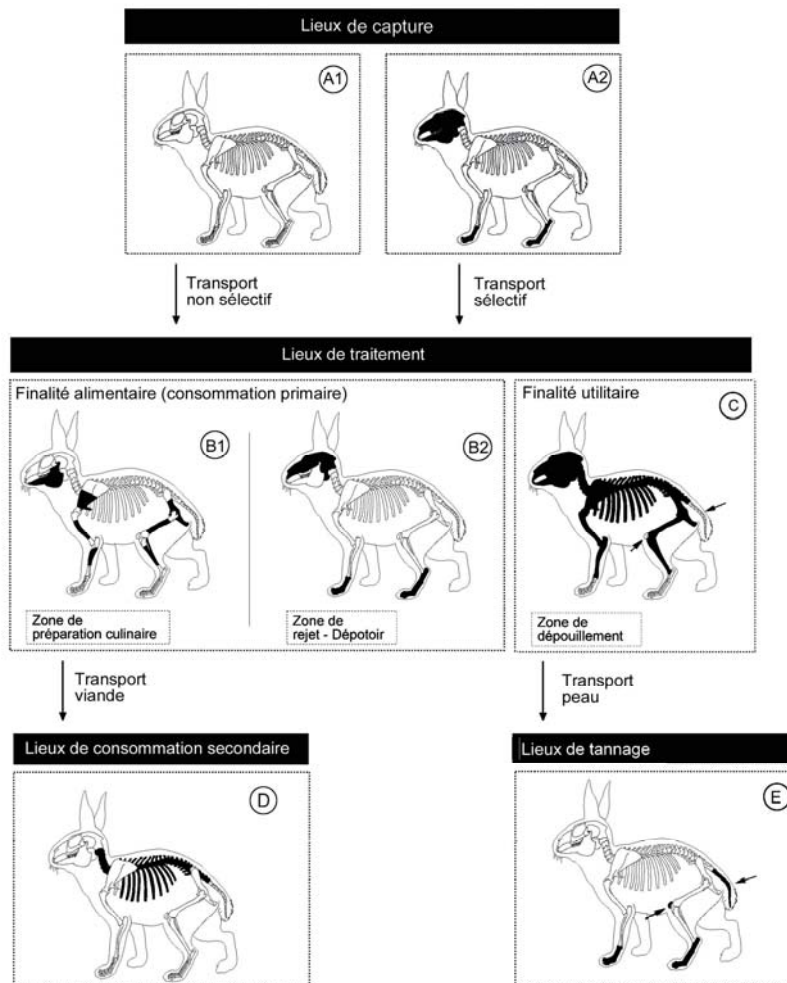 Lieux de capture
A1
A2
Transport
non sélectif
Transport
sélectif
Lieux de traitement
Finalité alimentaire (consommation primaire)
Finalité utilitaire
C
B1
B2
Zone de
préparation culinaire
Zone de
rejet - Dépotoir
Zone de
dépouillement
Transport
viande
Transport
peau
Lieux de consommation secondaire
Lieux de tannage
D
E